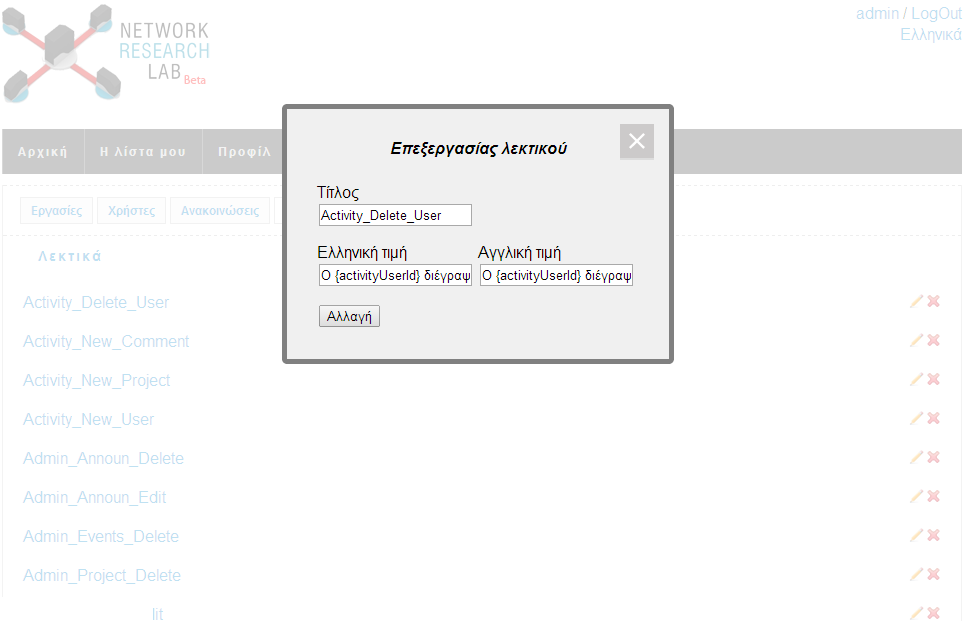 NETWORK
RESEARCH
LAB Beta
admin / LogOut
Ελληνικά
Αρχική Η λίστα μου Προφίλ
Εργασίες Χρήστες Ανακοινώσεις
Λεκτικά
Επεξεργασίας λεκτικού
Τίτλος
Activity_Delete_User
Ελληνική τιμή Αγγλική τιμή
Ο {activityUserId} διέγραψ Ο {activityUserId} διέγραψ
Αλλαγή
Activity_Delete_User
Activity_New_Comment
Activity_New_Project
Activity_New_User
Admin_Announ_Delete
Admin_Announ_Edit
Admin_Events_Delete
Admin_Project_Delete
lit